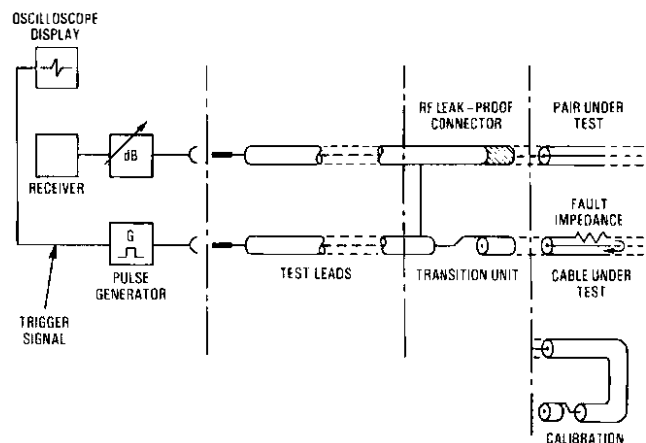 OSCILLOSCOPE
DISPLAY
RF LEAK-PROOF
CONNECTOR
PAIR UNDER
TEST
dB
RECEIVER
FAULT
IMPEDANCE
G
PULSE
GENERATOR
TEST LEADS
TRANSITION UNIT
CABLE UNDER
TEST
TRIGGER
SIGNAL
CALIBRATION